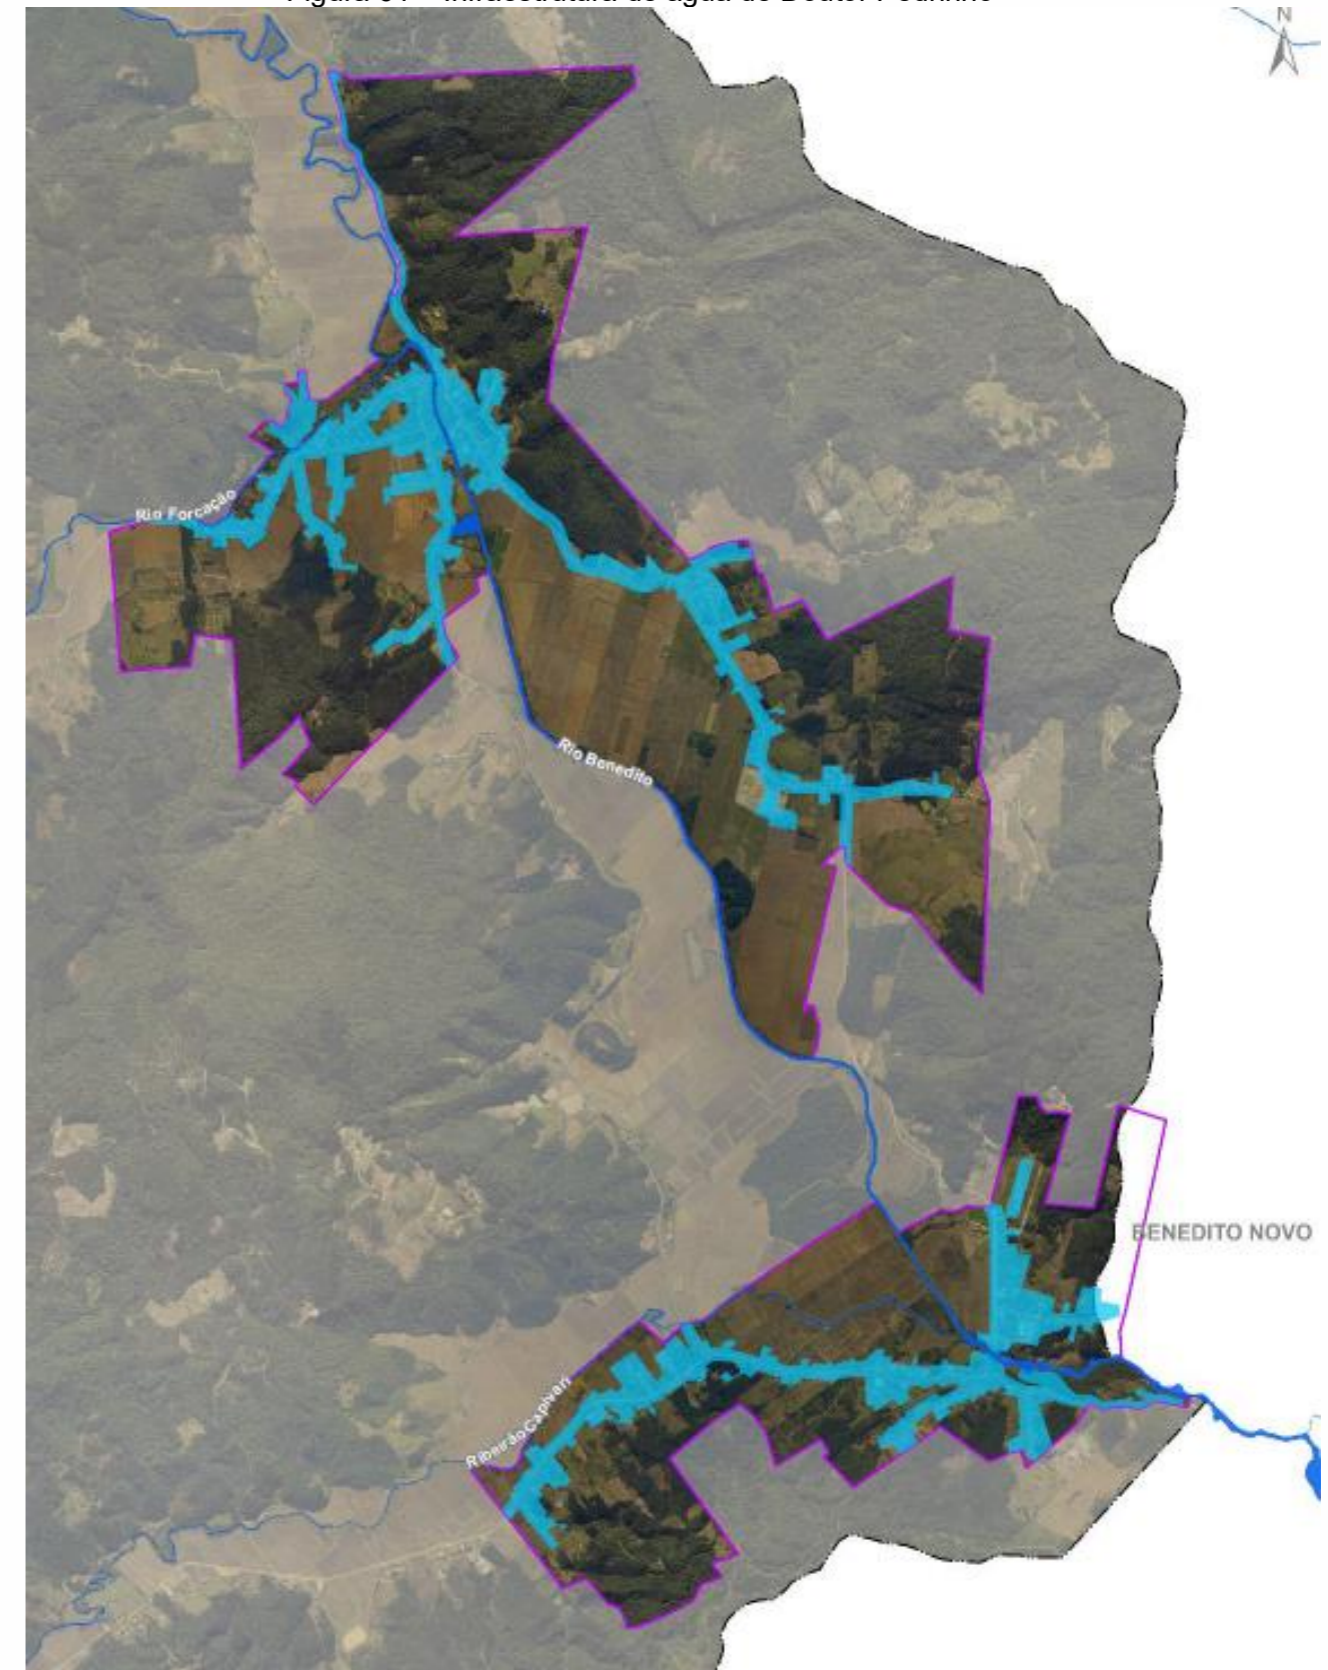 N
Rio Forcação
Rio Benedito
BENEDITO NOVO
Ribeirão Capivari